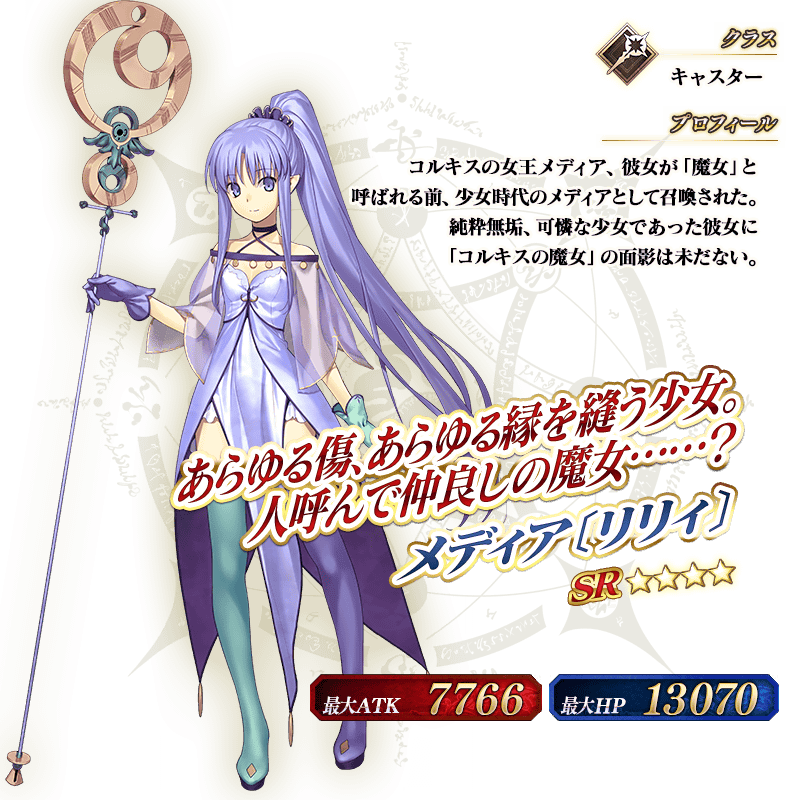 クラス
キャスター
プロフィール
コルキスの女王メディア、彼女が「魔女」と
呼ばれる前、少女時代のメディアとして召喚された。
純粋無垢、可憐な少女であった彼女に
「コルキスの魔女」の面影は未だない。
あらゆる傷、あらゆる縁を縫う少女。
人呼んで仲良しの魔女……？
メディア〔リリィ〕
SR☆☆☆☆
最大ATK 7766
最大HP 13070